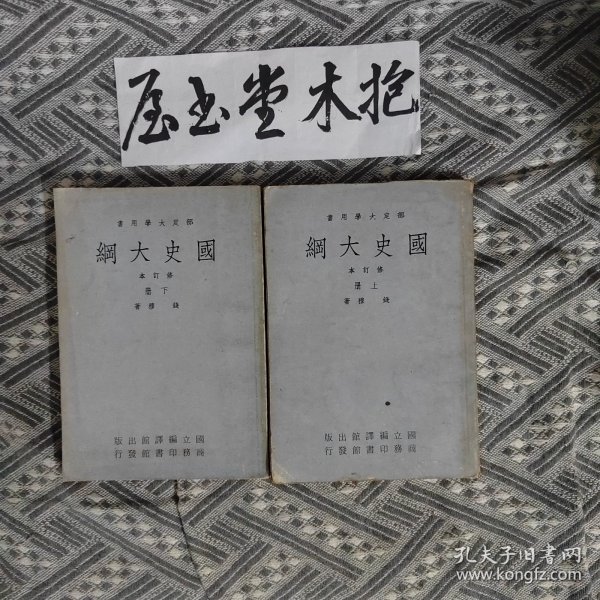 抱木堂书屋
部定大學用書
國史大綱
修訂本
上册
錢穆著
國立編譯館出版
商務印書館發行
部定大學用書
國史大綱
修訂本
下册
錢穆著
國立編譯館出版
商務印書館發行
孔夫子旧书网
www.kongfz.com